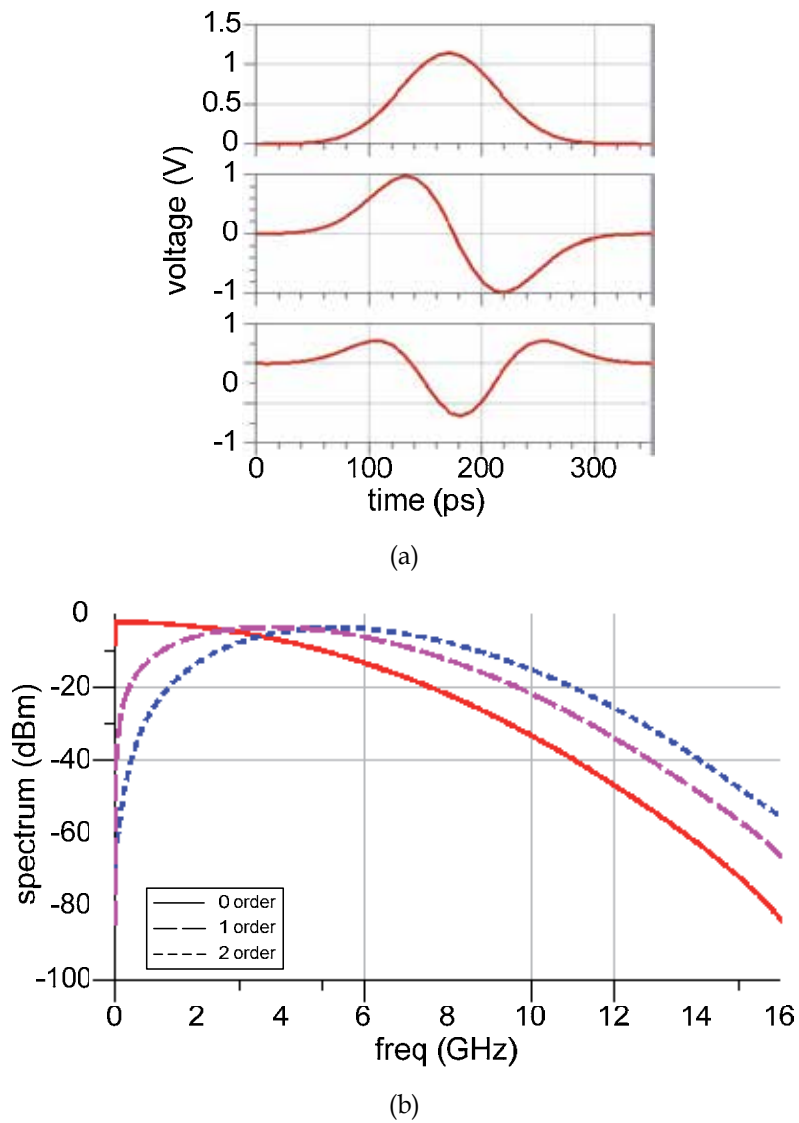 1.5
1
0.5
0
1
0
-1
1
0
-1
voltage (V)
0 100 200 300
time (ps)
(a)
0
-20
-40
-60
-80
-100
spectrum (dBm)
0 order
1 order
2 order
0 2 4 6 8 10 12 14 16
freq (GHz)
(b)